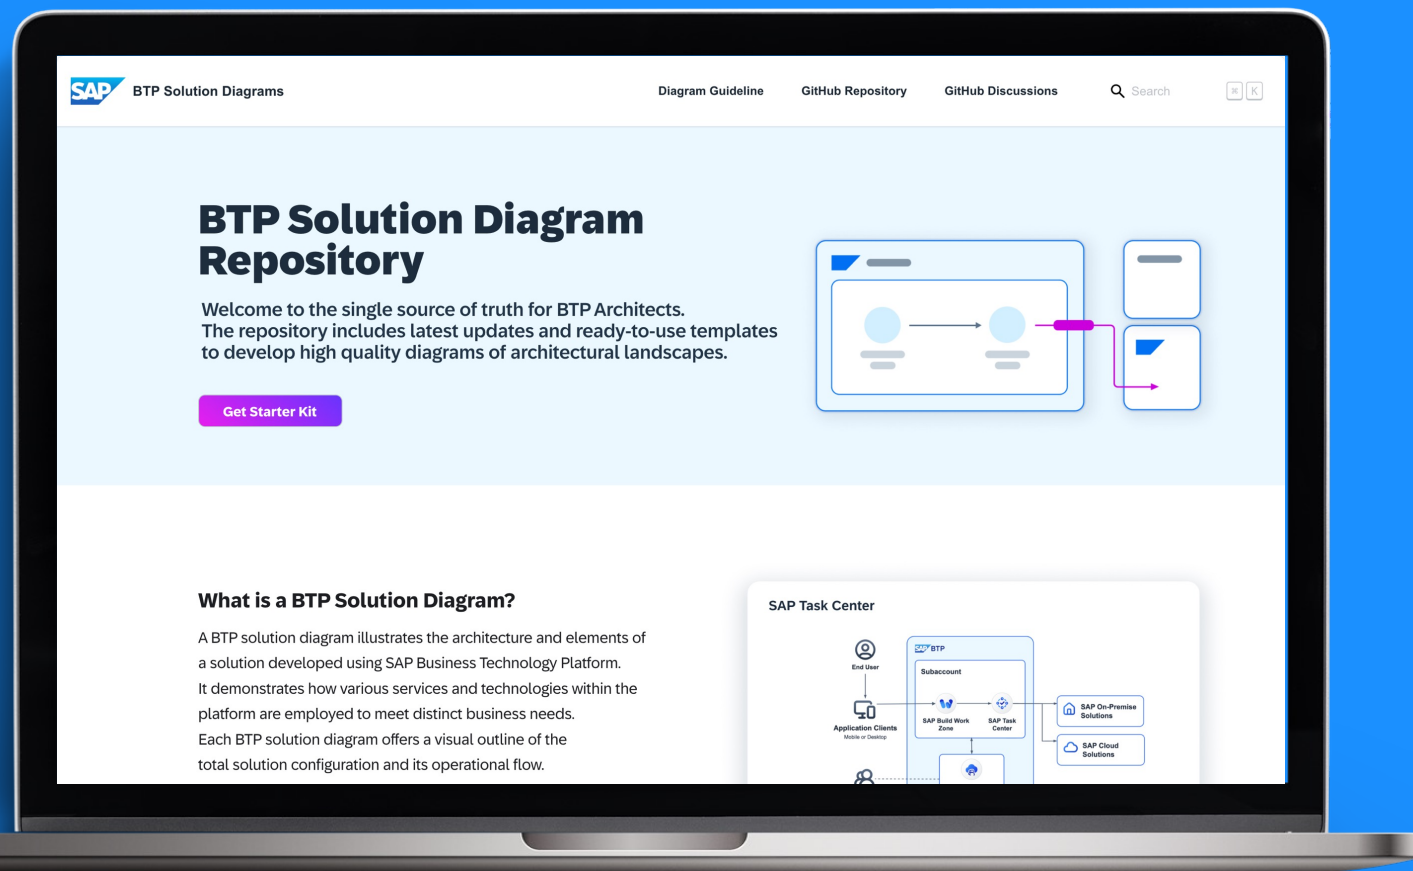 SAP
BTP Solution Diagrams
Diagram Guideline
GitHub Repository
GitHub Discussions
Search
⌘ K
BTP Solution Diagram
Repository
Welcome to the single source of truth for BTP Architects.
The repository includes latest updates and ready-to-use templates
to develop high quality diagrams of architectural landscapes.
Get Starter Kit
What is a BTP Solution Diagram?
A BTP solution diagram illustrates the architecture and elements of
a solution developed using SAP Business Technology Platform.
It demonstrates how various services and technologies within the
platform are employed to meet distinct business needs.
Each BTP solution diagram offers a visual outline of the
total solution configuration and its operational flow.
SAP Task Center
End User
SAP BTP
Subaccount
Application Clients
Mobile or Desktop
SAP Build Work
Zone
SAP Task
Center
SAP On-Premise
Solutions
SAP Cloud
Solutions